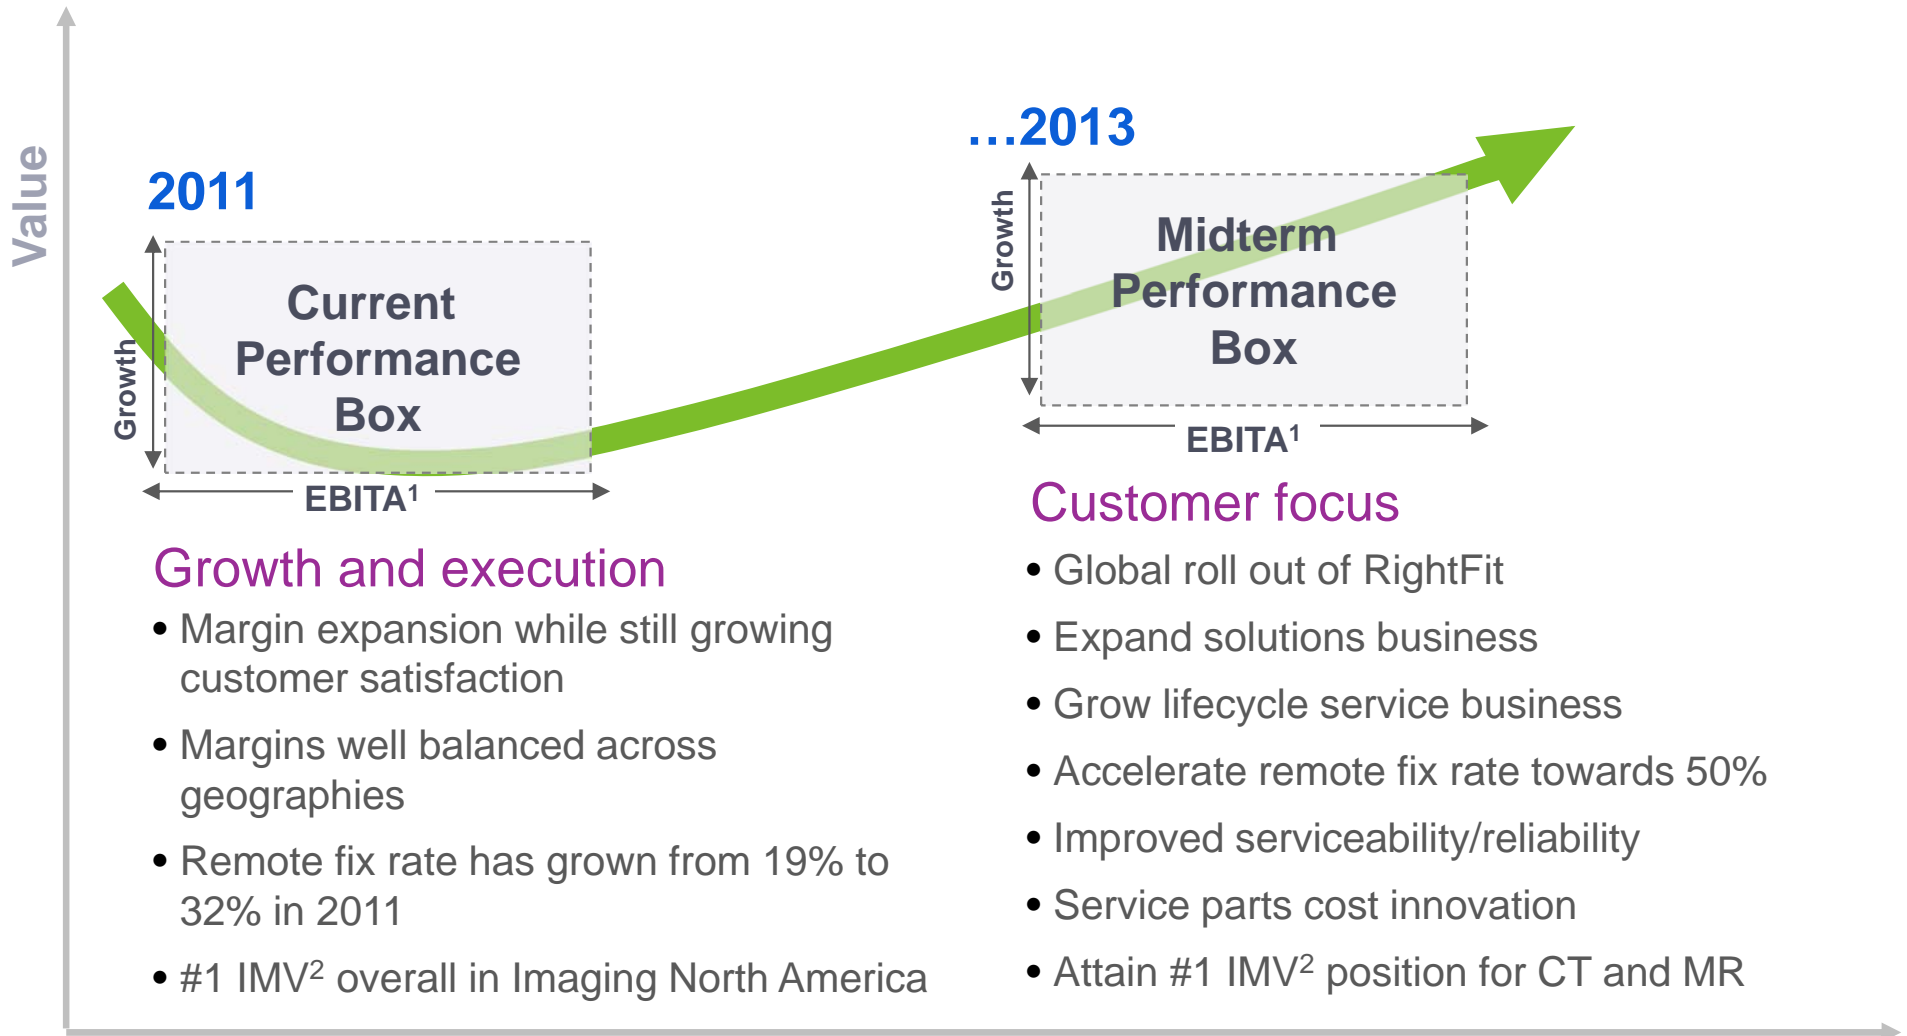 Value
2011
Growth
Current
Performance
Box
EBITA¹
Growth and execution
• Margin expansion while still growing
customer satisfaction
• Margins well balanced across
geographies
• Remote fix rate has grown from 19% to
32% in 2011
• #1 IMV² overall in Imaging North America
…2013
Growth
Midterm
Performance
Box
EBITA¹
Customer focus
• Global roll out of RightFit
• Expand solutions business
• Grow lifecycle service business
• Accelerate remote fix rate towards 50%
• Improved serviceability/reliability
• Service parts cost innovation
• Attain #1 IMV² position for CT and MR